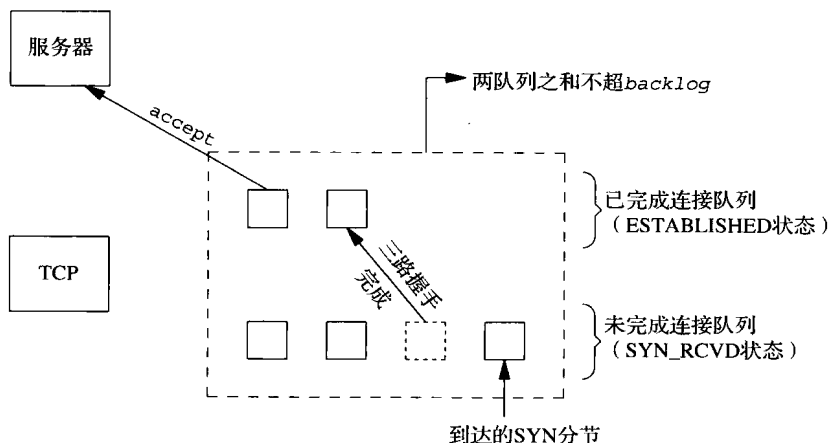 服务器
两队列之和不超backlog
accept
已完成连接队列
（ESTABLISHED状态）
TCP
三路握手
完成
未完成连接队列
（SYN_RCVD状态）
到达的SYN分节